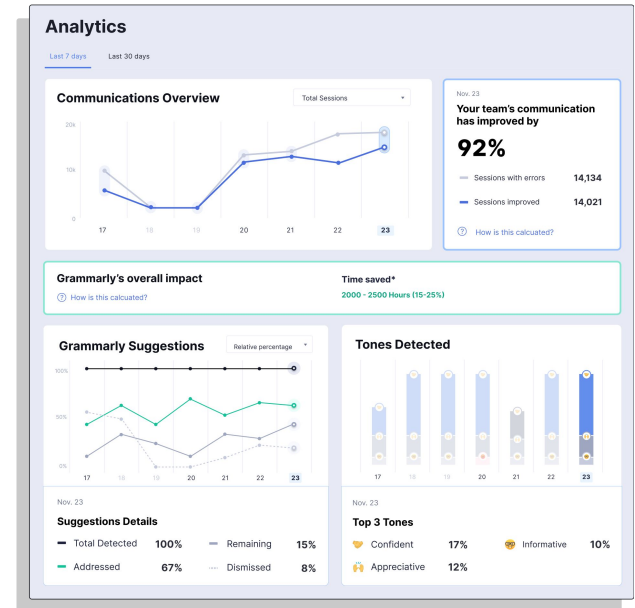 Analytics
Last 7 days Last 30 days
Communications Overview
Total Sessions
20k
10k
0
17 18 19 20 21 22 23
Nov. 23
Your team's communication
has improved by
92%
Sessions with errors 14,134
Sessions improved 14,021
How is this calcuated?
Grammarly's overall impact
How is this calcuated?
Time saved*
2000 - 2500 Hours (15-25%)
Grammarly Suggestions
Relative percentage
100%
50%
0%
17 18 19 20 21 22 23
Nov. 23
Suggestions Details
Total Detected 100% Remaining 15%
Addressed 67% Dismissed 8%
Tones Detected
17 18 19 20 21 22 23
Nov. 23
Top 3 Tones
Confident 17% Informative 10%
Appreciative 12%